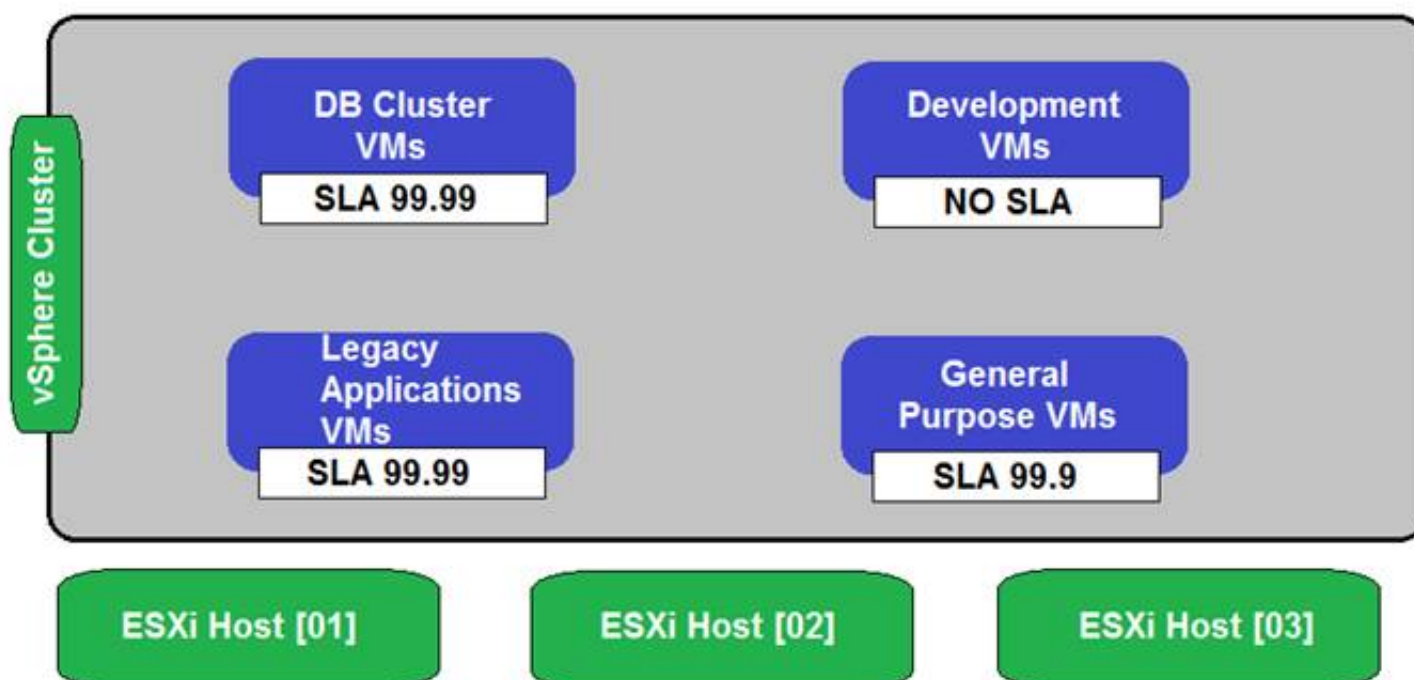 vSphere Cluster
DB Cluster
VMs
SLA 99.99
Development
VMs
NO SLA
Legacy
Applications
VMs
SLA 99.99
General
Purpose VMs
SLA 99.9
ESXi Host [01]
ESXi Host [02]
ESXi Host [03]